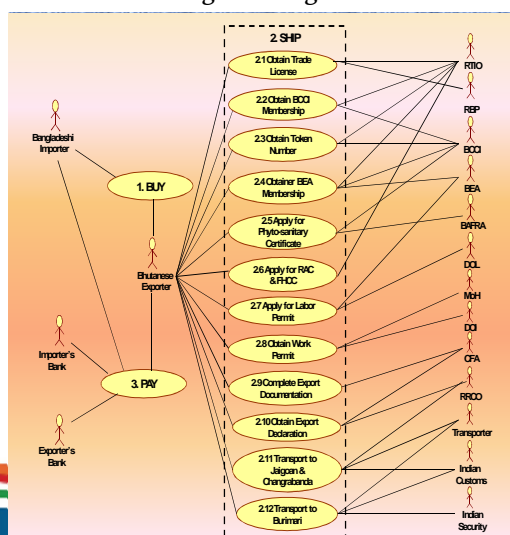 2. SHIP
2.1 Obtain Trade
License
2.2 Obtain BCCI
Membership
2.3 Obtain Token
Number
2.4 Obtainer BEA
Membership
2.5 Apply for
Phyto-sanitary
Certificate
2.6 Apply for RAC
& FHOC
2.7 Apply for Labor
Permit
2.8 Obtain Work
Permit
2.9 Complete Export
Documentation
2.10 Obtain Export
Declaration
2.11 Transport to
Jaigoan &
Changrabanda
2.12 Transport to
Burimari
Bangladeshi
Importer
1. BUY
Bhutanese
Exporter
Importer's
Bank
3. PAY
Exporter's
Bank
RTIO
RBP
BCCI
BEA
BAFRA
DOL
MoH
DOI
CFA
RRCO
Transporter
Indian
Customs
Indian
Security